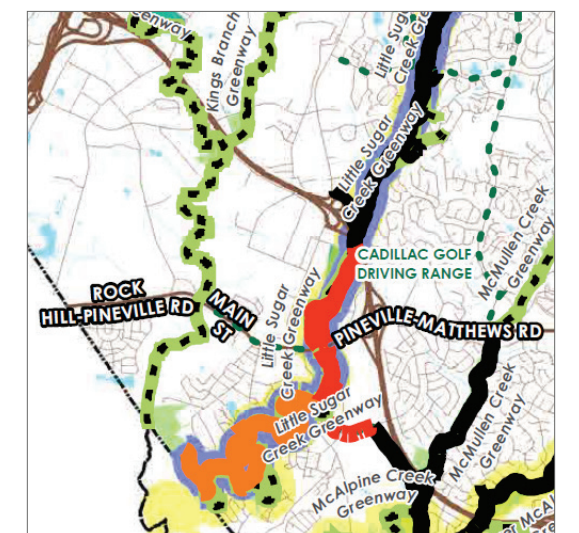 Greenway
Kings Branch
Greenway
Little Sugar
Creek Greenway
Little Sugar
Creek Greenway
CADILLAC GOLF
DRIVING RANGE
McMullen Creek
Greenway
ROCK
HILL-PINEVILLE RD
MAIN
ST
Little Sugar
Creek Greenway
PINEVILLE-MATTHEWS RD
Little Sugar
Creek Greenway
McMullen Creek
Greenway
McAlpine Creek
Greenway